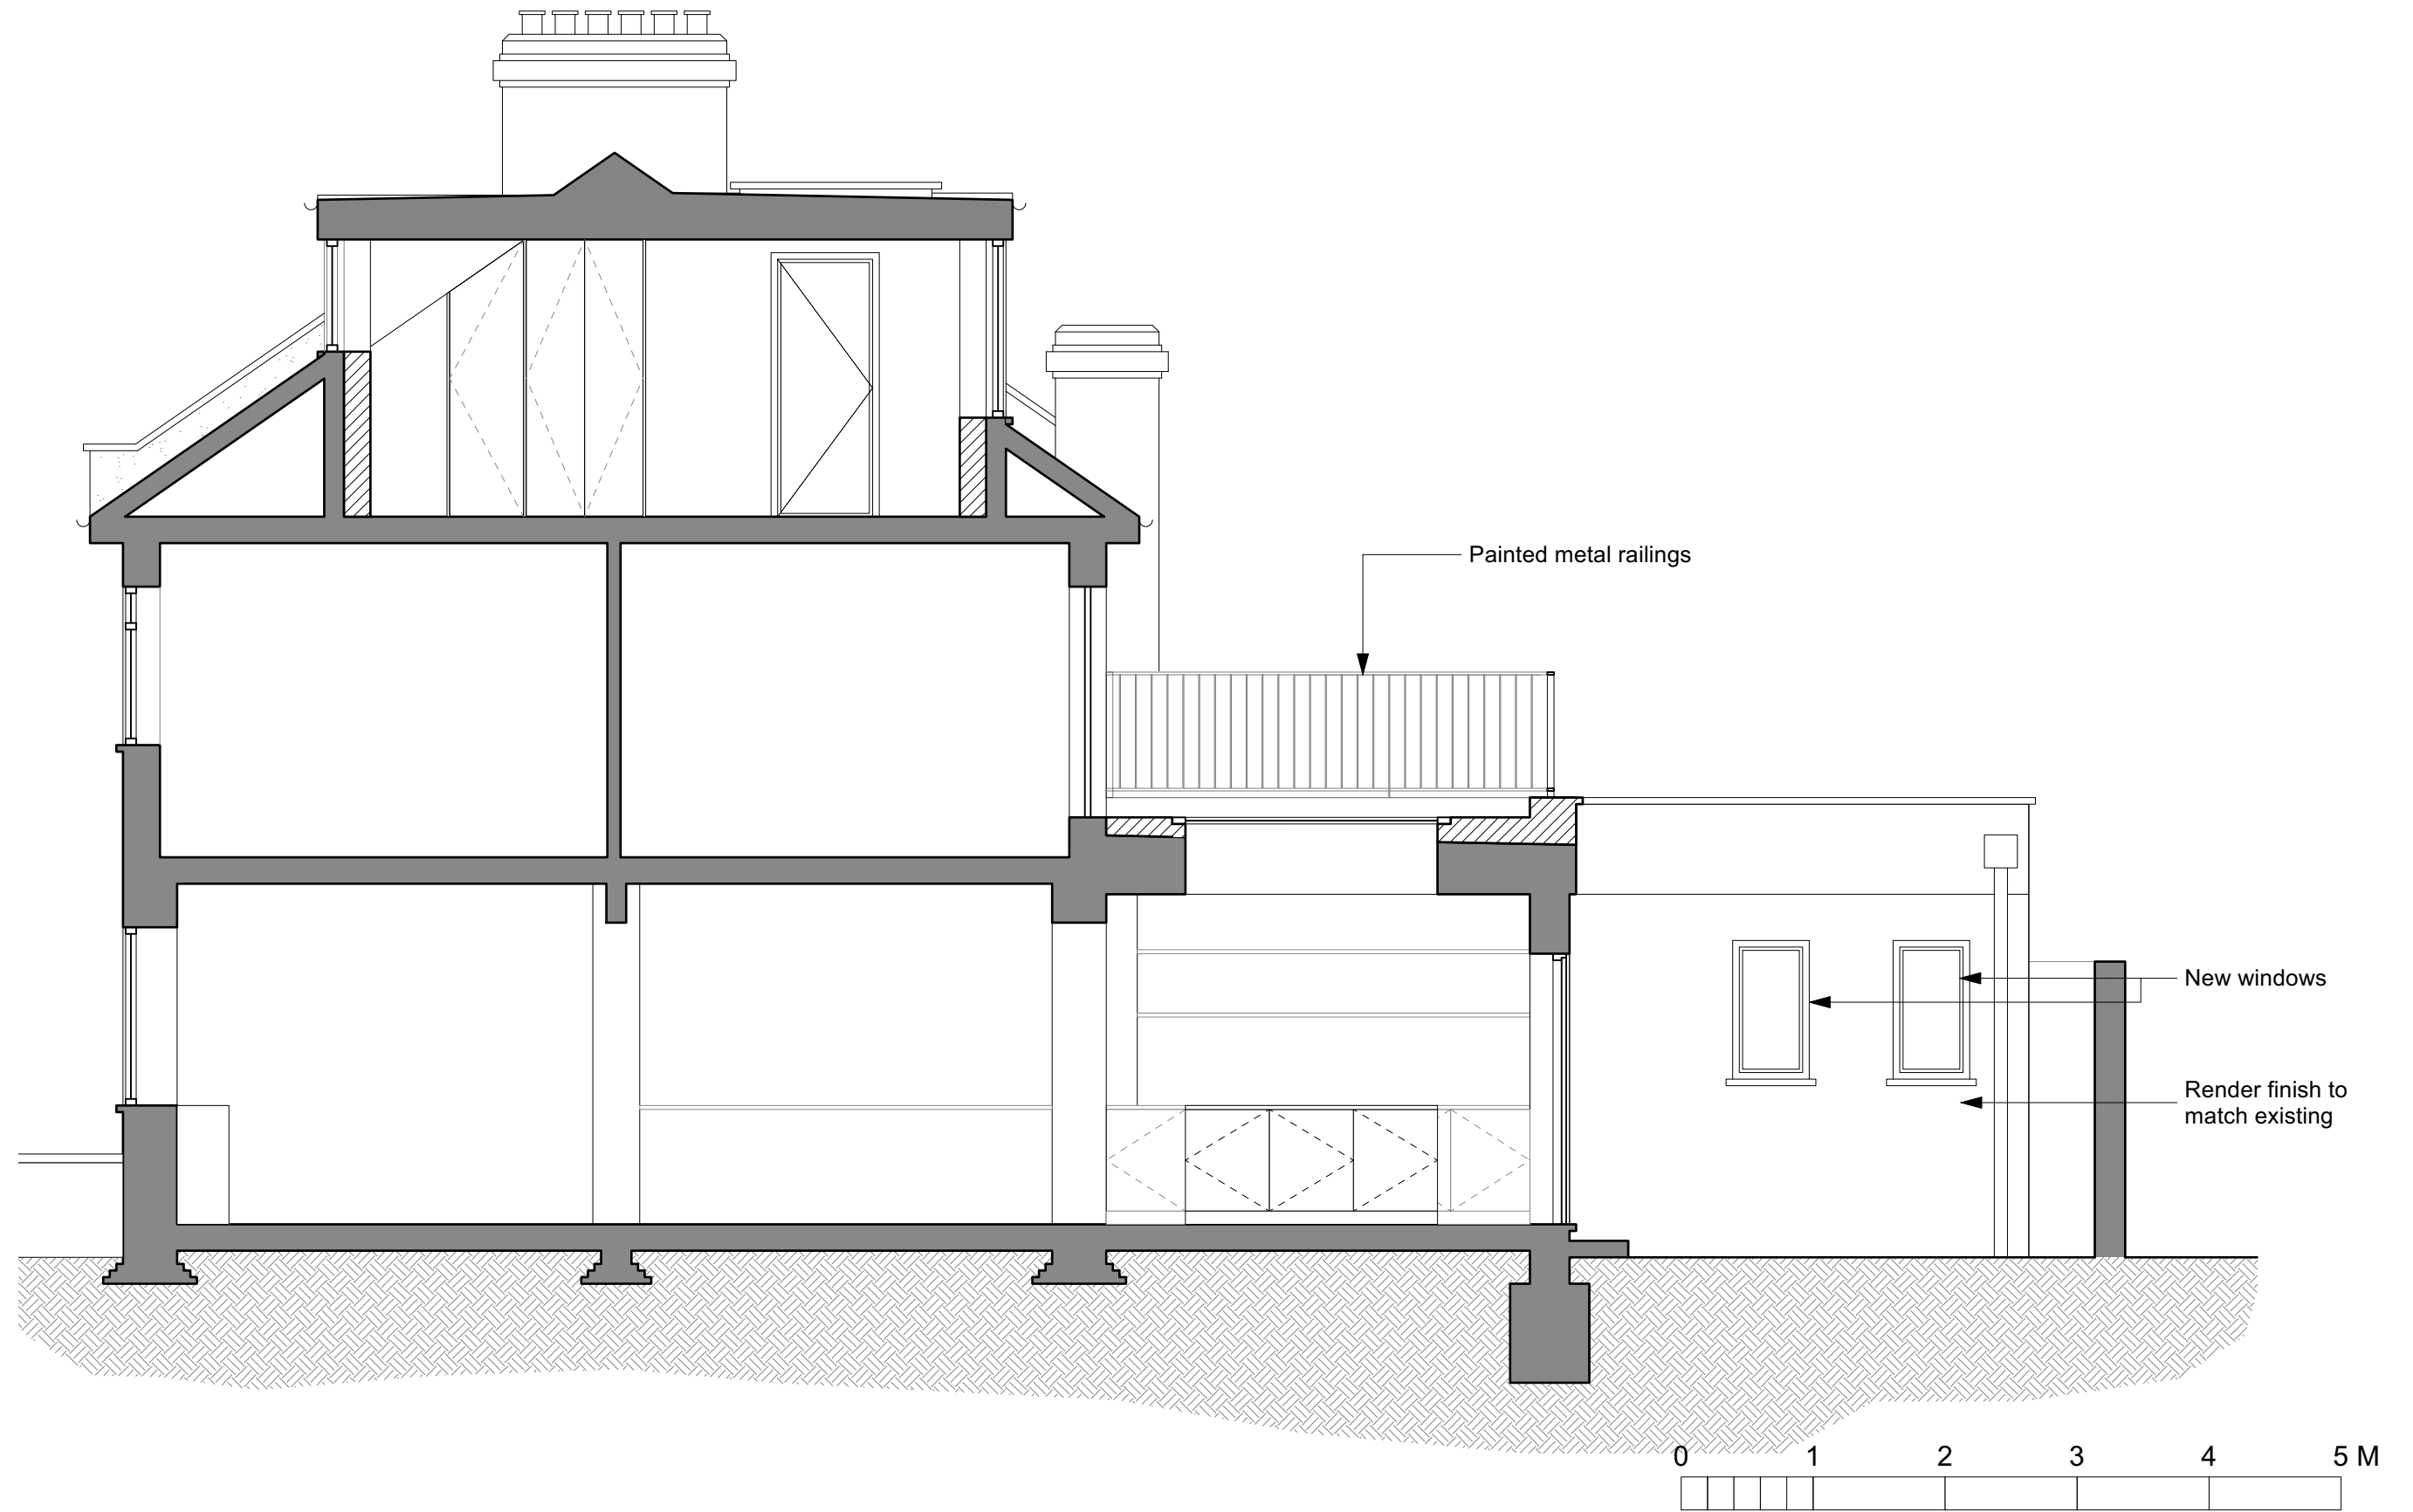 Painted metal railings
New windows
Render finish to
match existing
0 1 2 3 4 5 M